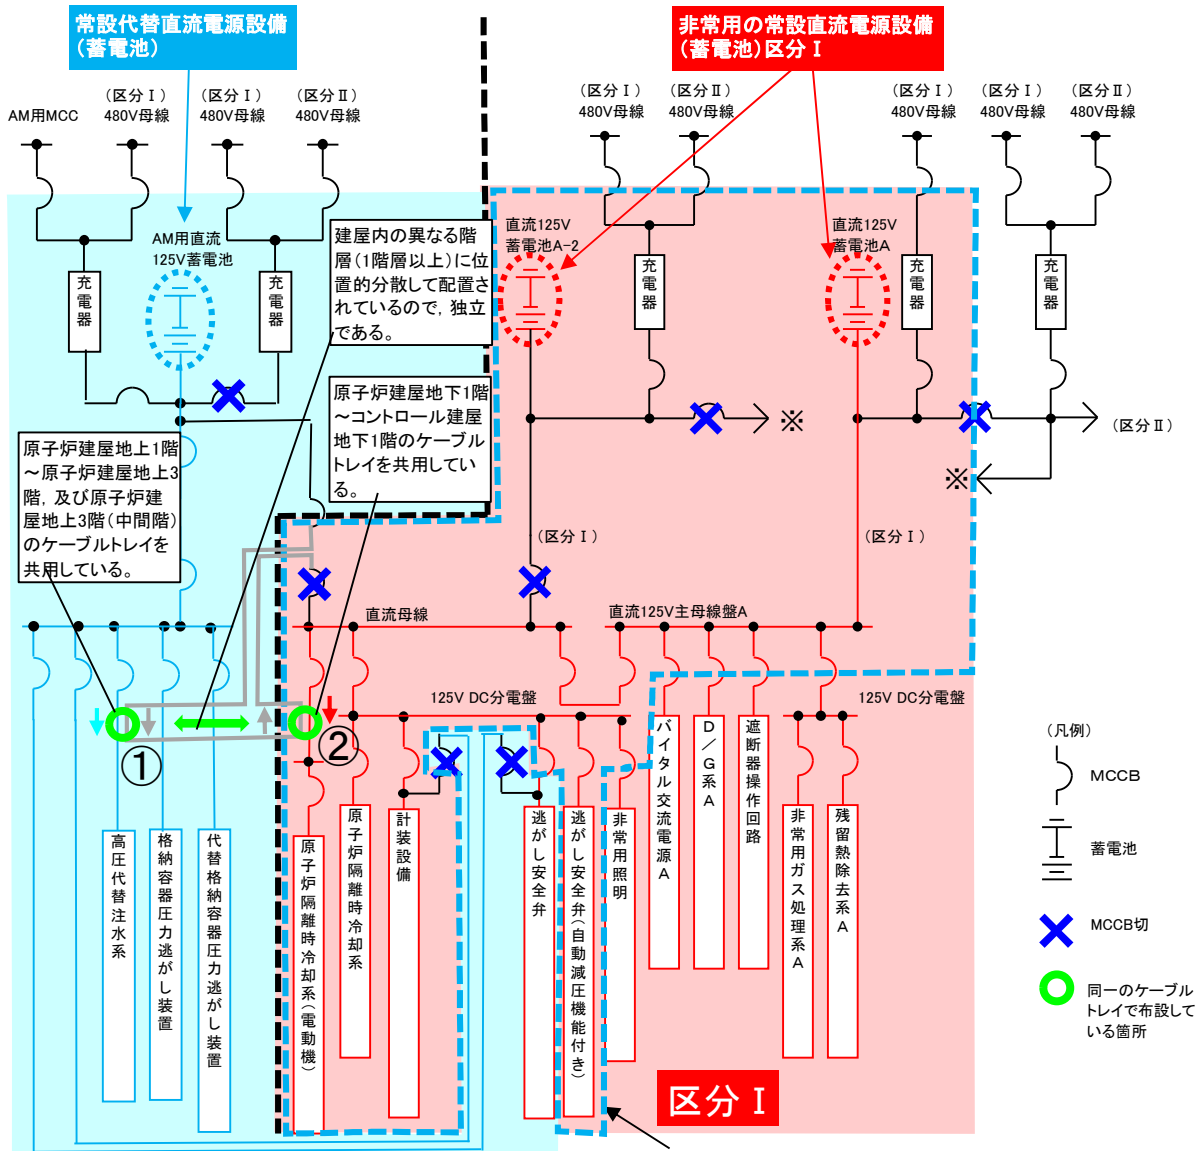 常設代替直流電源設備
(蓄電池)
非常用の常設直流電源設備
(蓄電池)区分Ⅰ
AM用MCC
(区分Ⅰ)
480V母線
(区分Ⅰ)
480V母線
(区分Ⅱ)
480V母線
(区分Ⅰ)
480V母線
(区分Ⅱ)
480V母線
(区分Ⅰ)
480V母線
(区分Ⅰ)
480V母線
(区分Ⅱ)
480V母線
AM用直流
125V蓄電池
直流125V
蓄電池A-2
直流125V
蓄電池A
充電器
充電器
充電器
充電器
充電器
建屋内の異なる階
層(1階層以上)に位
置的分散して配置さ
れているので,独立
である。
原子炉建屋地下1階
~コントロール建屋
地下1階のケーブル
トレイを共用してい
る。
原子炉建屋地上1階
~原子炉建屋地上3
階,及び原子炉建
屋地上3階(中間階)
のケーブルトレイを
共用している。
※
(区分Ⅱ)
※
(区分Ⅰ)
(区分Ⅰ)
直流母線
直流125V主母線盤A
125V DC分電盤
125V DC分電盤
①
②
高圧代替注水系
格納容器圧力逃がし装置
代替格納容器圧力逃がし装置
原子炉隔離時冷却系(電動機)
原子炉隔離時冷却系
計装設備
逃がし安全弁
逃がし安全弁(自動減圧機能付き)
非常用照明
バイタル交流電源A
D/G系A
遮断器操作回路
非常用ガス処理系A
残留熱除去系A
(凡例)
MCCB
蓄電池
MCCB切
同一のケーブル
トレイで布設して
いる箇所
区分Ⅰ